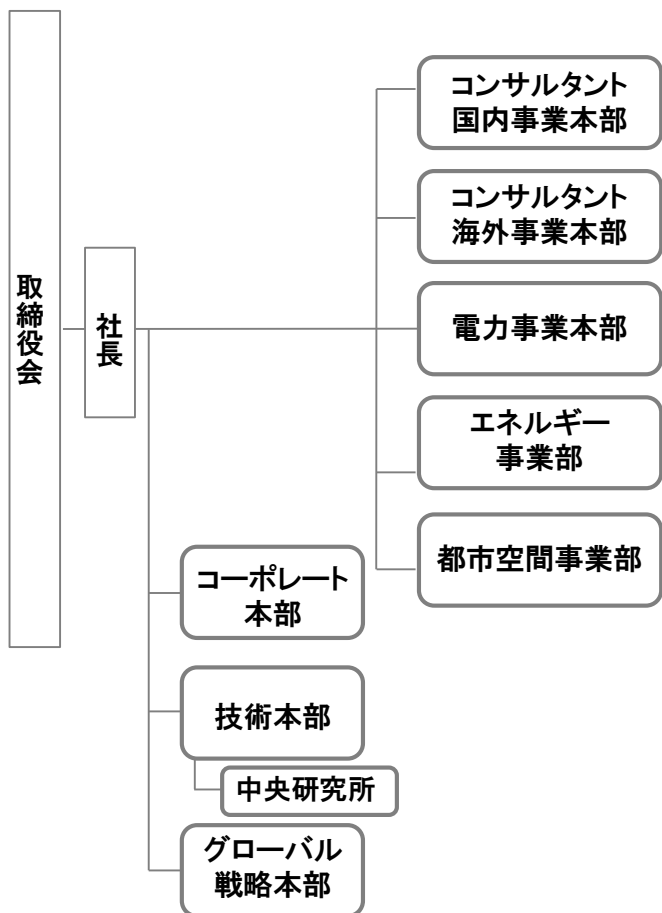 取締役会
社長
コンサルタント
国内事業本部
コンサルタント
海外事業本部
電力事業本部
エネルギー
事業部
都市空間事業部
コーポレート
本部
技術本部
中央研究所
グローバル
戦略本部